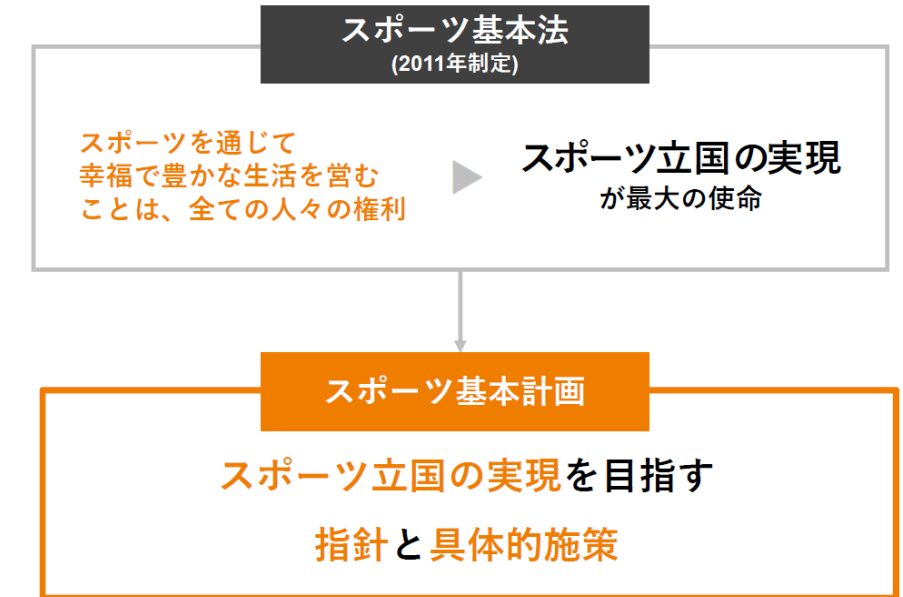 スポーツ基本法
(2011年制定)
スポーツを通じて
幸福で豊かな生活を営む
ことは、全ての人々の権利
スポーツ立国の実現
が最大の使命
スポーツ基本計画
スポーツ立国の実現を目指す
指針と具体的施策